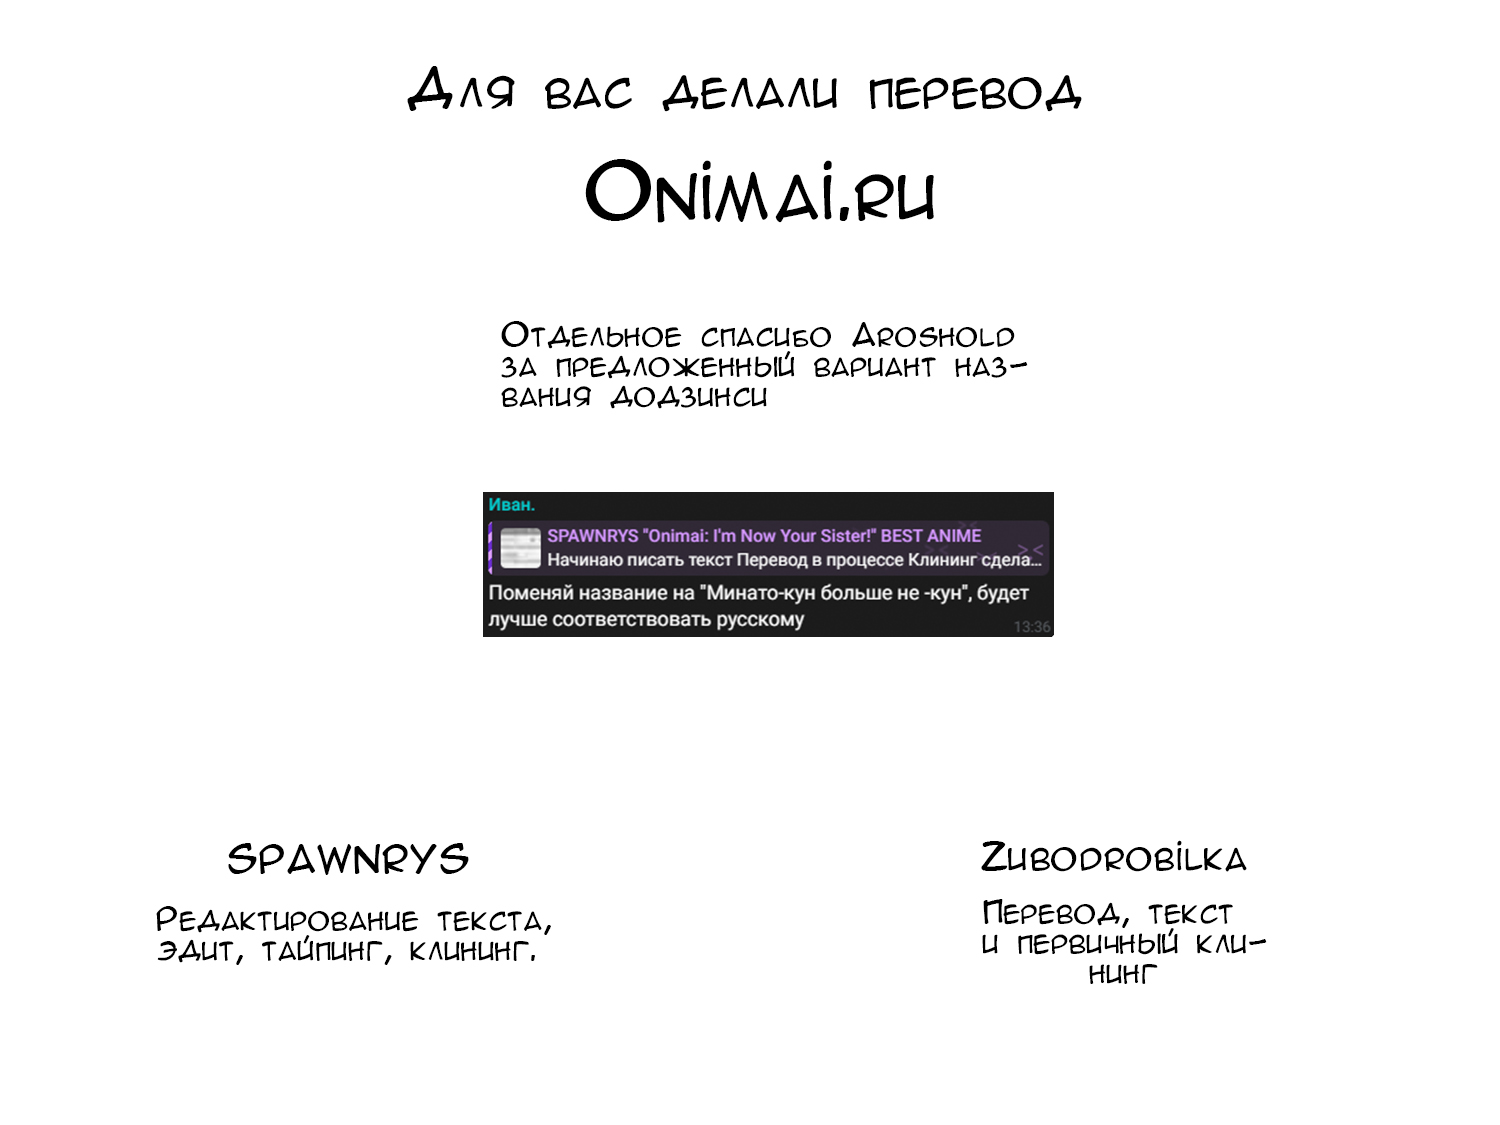 Для вас делали перевод
Onimai.ru
Отдельное спасибо Aroshold
за предложенный вариант наз-
вания додзинси
Иван.
SPAWNRYS "Onimai: I'm Now Your Sister!" BEST ANIME
Начинаю писать текст Перевод в процессе Клининг сдела...
Поменяй название на "Минато-кун больше не -кун", будет
лучше соответствовать русскому
13:36
SPAWNRYS
Редактирование текста,
эдит, тайпинг, клининг.
Zubodrobilka
Перевод, текст
и первичный кли-
нинг